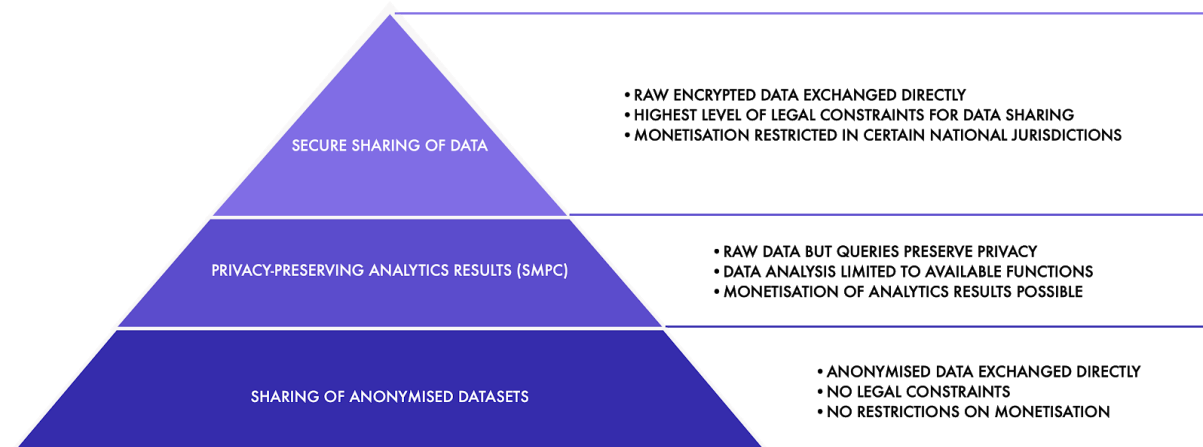 SECURE SHARING OF DATA
• RAW ENCRYPTED DATA EXCHANGED DIRECTLY
• HIGHEST LEVEL OF LEGAL CONSTRAINTS FOR DATA SHARING
• MONETISATION RESTRICTED IN CERTAIN NATIONAL JURISDICTIONS
PRIVACY-PRESERVING ANALYTICS RESULTS (SMPC)
• RAW DATA BUT QUERIES PRESERVE PRIVACY
• DATA ANALYSIS LIMITED TO AVAILABLE FUNCTIONS
• MONETISATION OF ANALYTICS RESULTS POSSIBLE
SHARING OF ANONYMISED DATASETS
• ANONYMISED DATA EXCHANGED DIRECTLY
• NO LEGAL CONSTRAINTS
• NO RESTRICTIONS ON MONETISATION